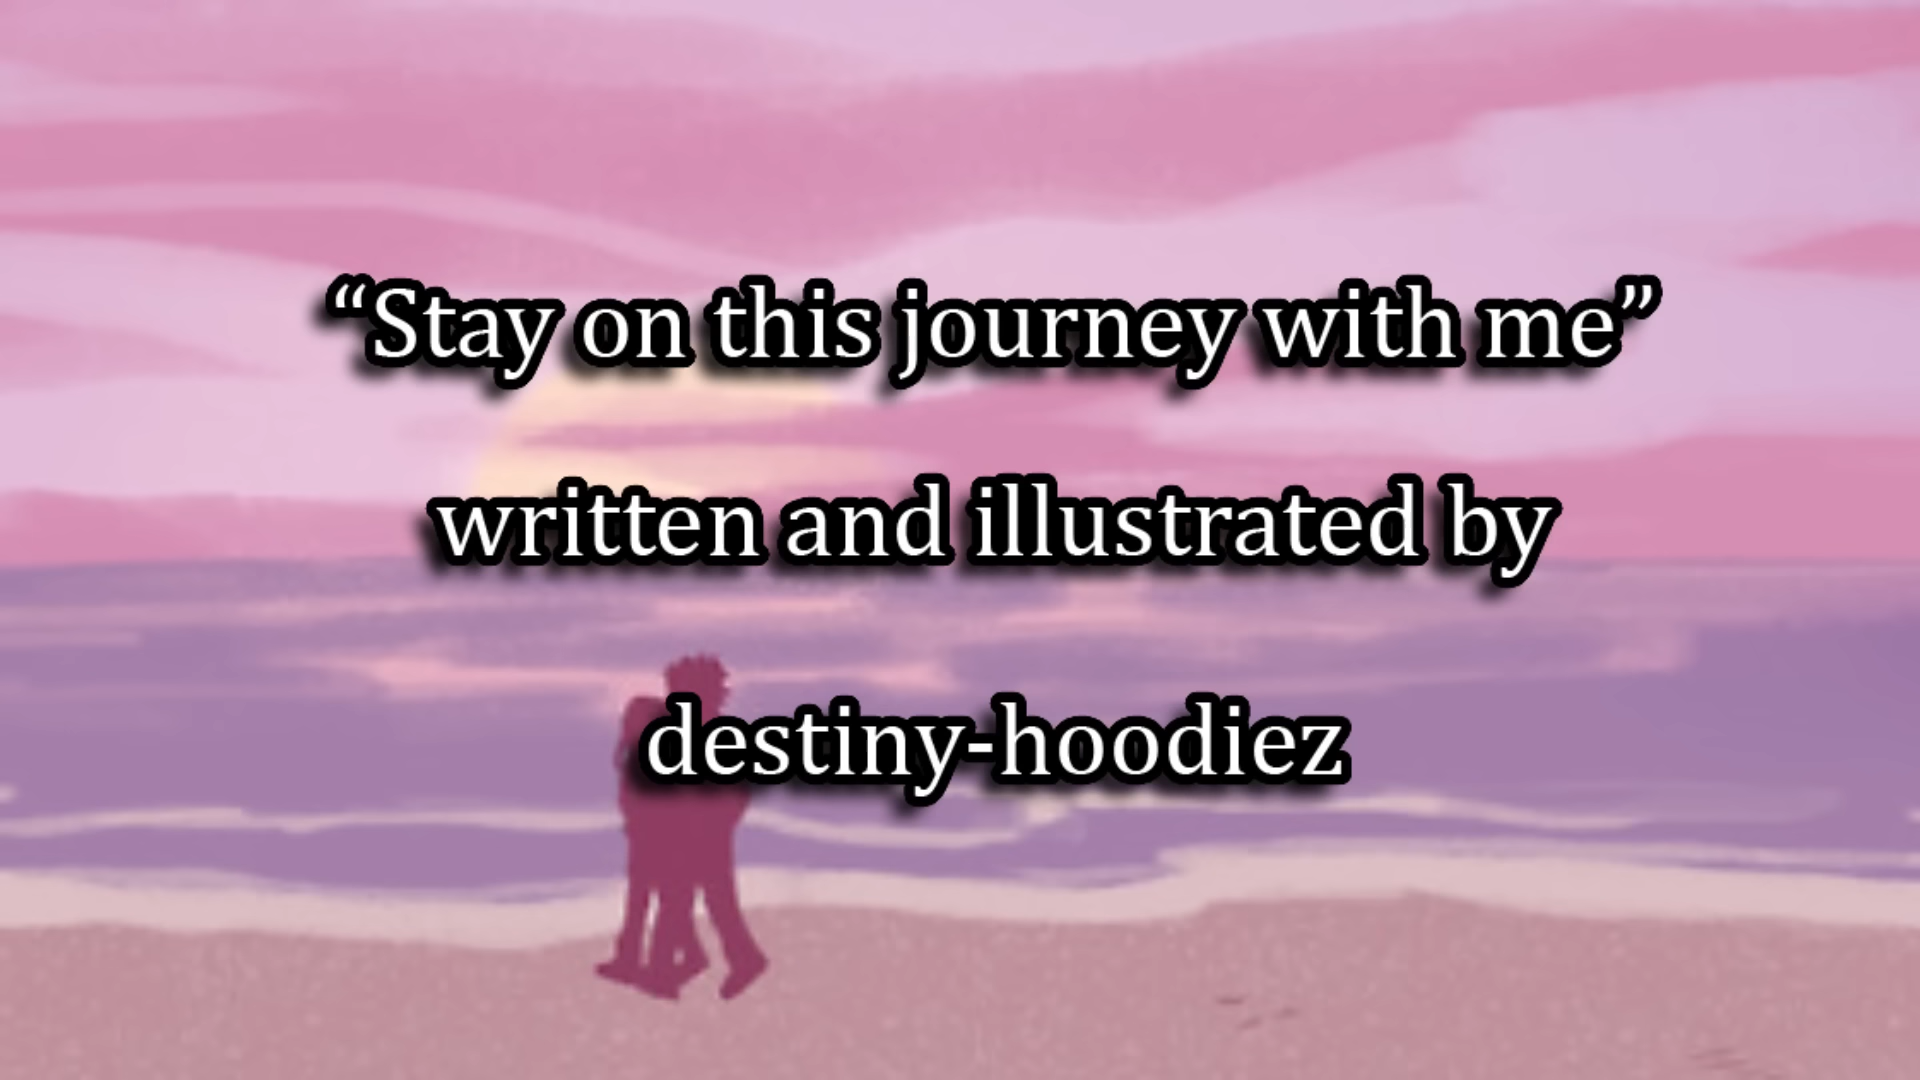 “Stay on this journey with me”
written and illustrated by
destiny-hoodiez